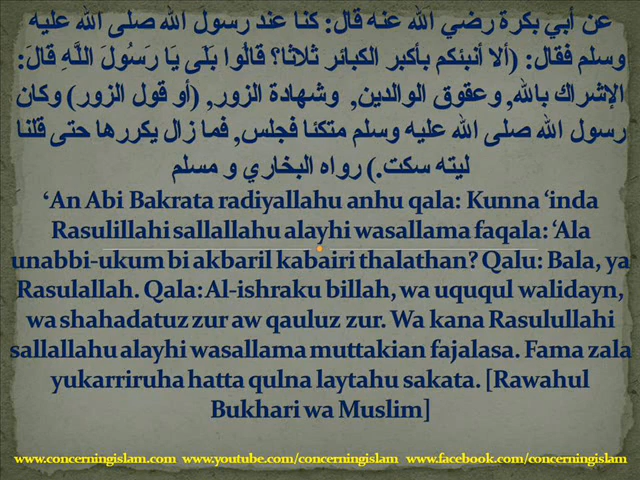 عن أبي بكرة رضي الله عنه قال: كنا عند رسول الله صلى الله عليه
وسلم فقال: (ألا أنبئكم بأكبر الكبائر ثلاثا؟ قالُوا بَلَى يَا رَسُولَ اللَّهِ قالَ:
الإشراك بالله, وعقوق الوالدين, وشهادة الزور, (أو قول الزور) وكان
رسول الله صلى الله عليه وسلم متكئا فجلس, فما زال يكررها حتى قلنا
ليته سكت.) رواه البخاري و مسلم
‘An Abi Bakrata radiyallahu anhu qala: Kunna ‘inda
Rasulillahi sallallahu alayhi wasallama faqala: ‘Ala
unabbi-ukum bi akbaril kabairi thalathan? Qalu: Bala, ya
Rasulallah. Qala: Al-ishraku billah, wa uququl walidayn,
wa shahadatuz zur aw qauluz zur. Wa kana Rasulullahi
sallallahu alayhi wasallama muttakian fajalasa. Fama zala
yukarriruha hatta qulna laytahu sakata. [Rawahul
Bukhari wa Muslim]
www.concerningislam.com www.youtube.com/concerningislam www.facebook.com/concerningislam